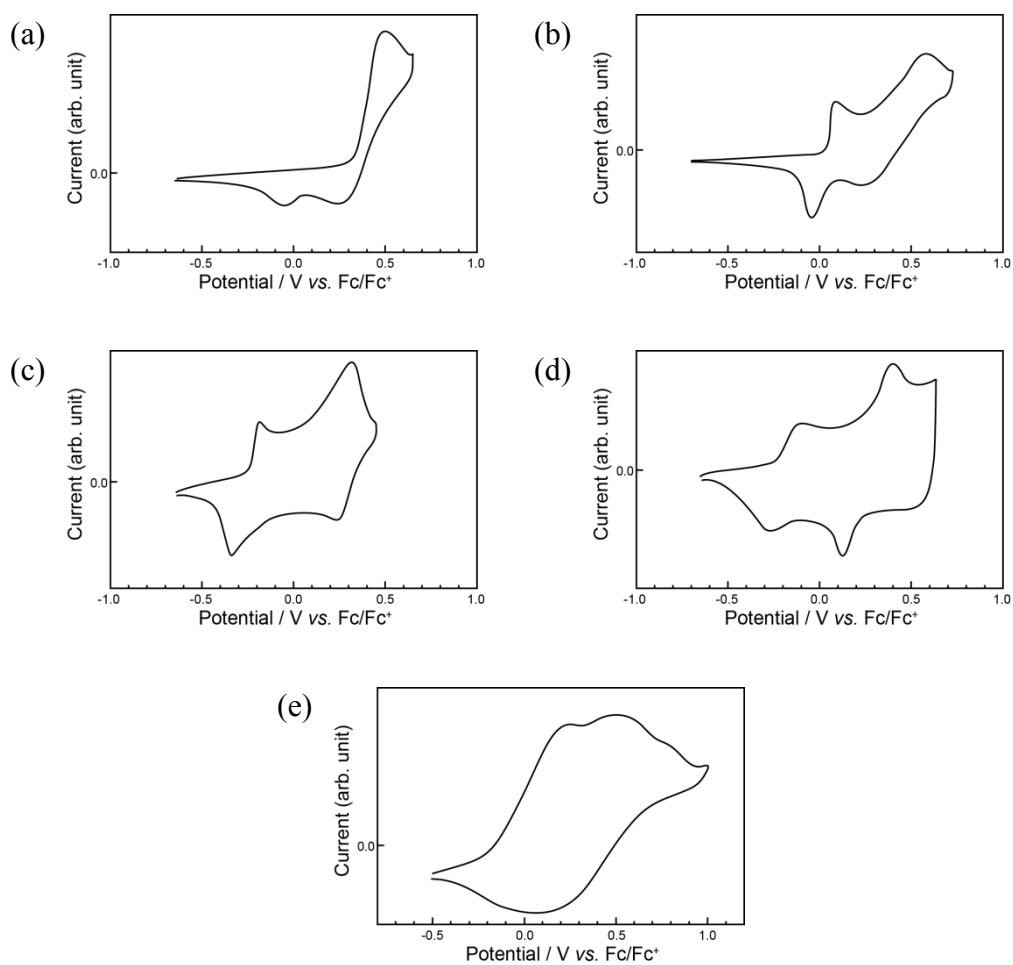 (a)
Current (arb. unit)
0.0
-1.0 -0.5 0.0 0.5 1.0
Potential / V vs. Fc/Fc⁺
(b)
Current (arb. unit)
0.0
-1.0 -0.5 0.0 0.5 1.0
Potential / V vs. Fc/Fc⁺
(c)
Current (arb. unit)
0.0
-1.0 -0.5 0.0 0.5 1.0
Potential / V vs. Fc/Fc⁺
(d)
Current (arb. unit)
0.0
-1.0 -0.5 0.0 0.5 1.0
Potential / V vs. Fc/Fc⁺
(e)
Current (arb. unit)
0.0
-0.5 0.0 0.5 1.0
Potential / V vs. Fc/Fc⁺